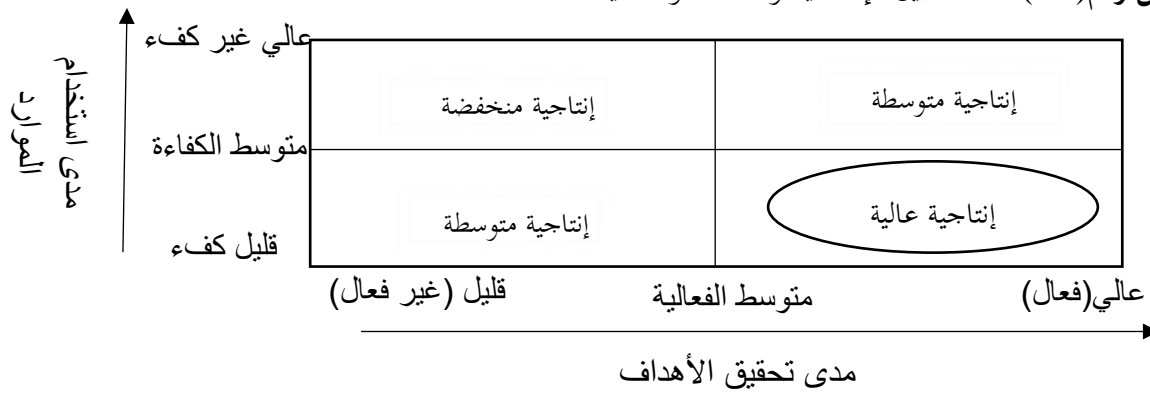 عالي غير كفء
إنتاجية منخفضة
إنتاجية متوسطة
مدى استخدام
الموارد
متوسط الكفاءة
إنتاجية متوسطة
إنتاجية عالية
قليل كفء
قليل (غير فعال)
متوسط الفعالية
عالي(فعال)
مدى تحقيق الأهداف